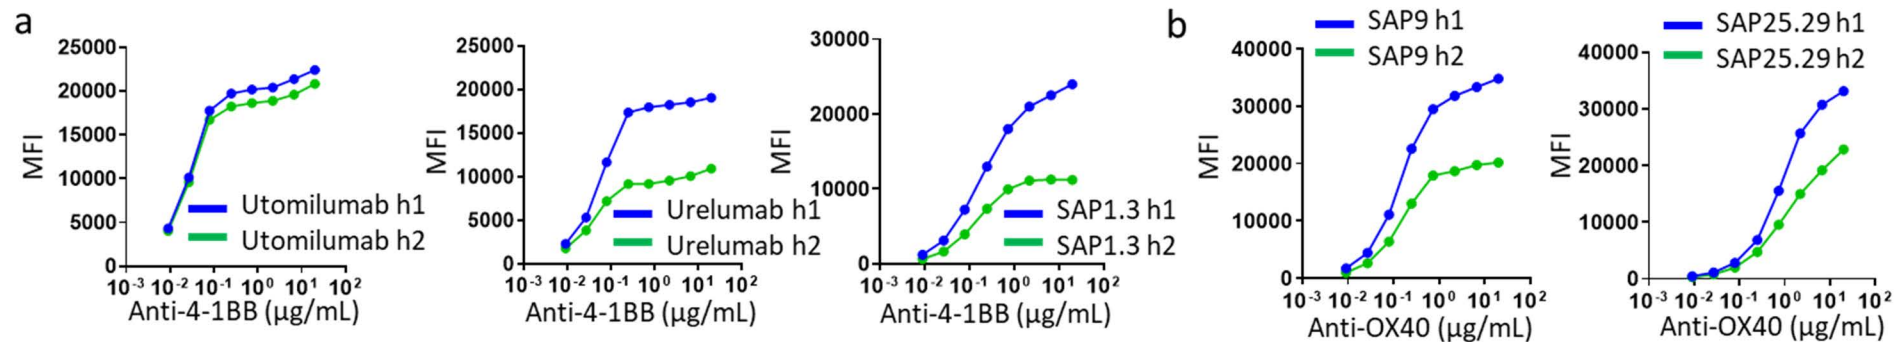 a
25000
20000
15000
10000
5000
0
MFI
Utomilumab h1
Utomilumab h2
10-3 10-2 10-1 100 101 102
Anti-4-1BB (µg/mL)
25000
20000
15000
10000
5000
0
MFI
Urelumab h1
Urelumab h2
10-3 10-2 10-1 100 101 102
Anti-4-1BB (µg/mL)
30000
20000
10000
0
MFI
SAP1.3 h1
SAP1.3 h2
10-3 10-2 10-1 100 101 102
Anti-4-1BB (µg/mL)
b
SAP9 h1
SAP9 h2
40000
30000
20000
10000
0
MFI
10-3 10-2 10-1 100 101 102
Anti-OX40 (µg/mL)
SAP25.29 h1
SAP25.29 h2
40000
30000
20000
10000
0
MFI
10-3 10-2 10-1 100 101 102
Anti-OX40 (µg/mL)